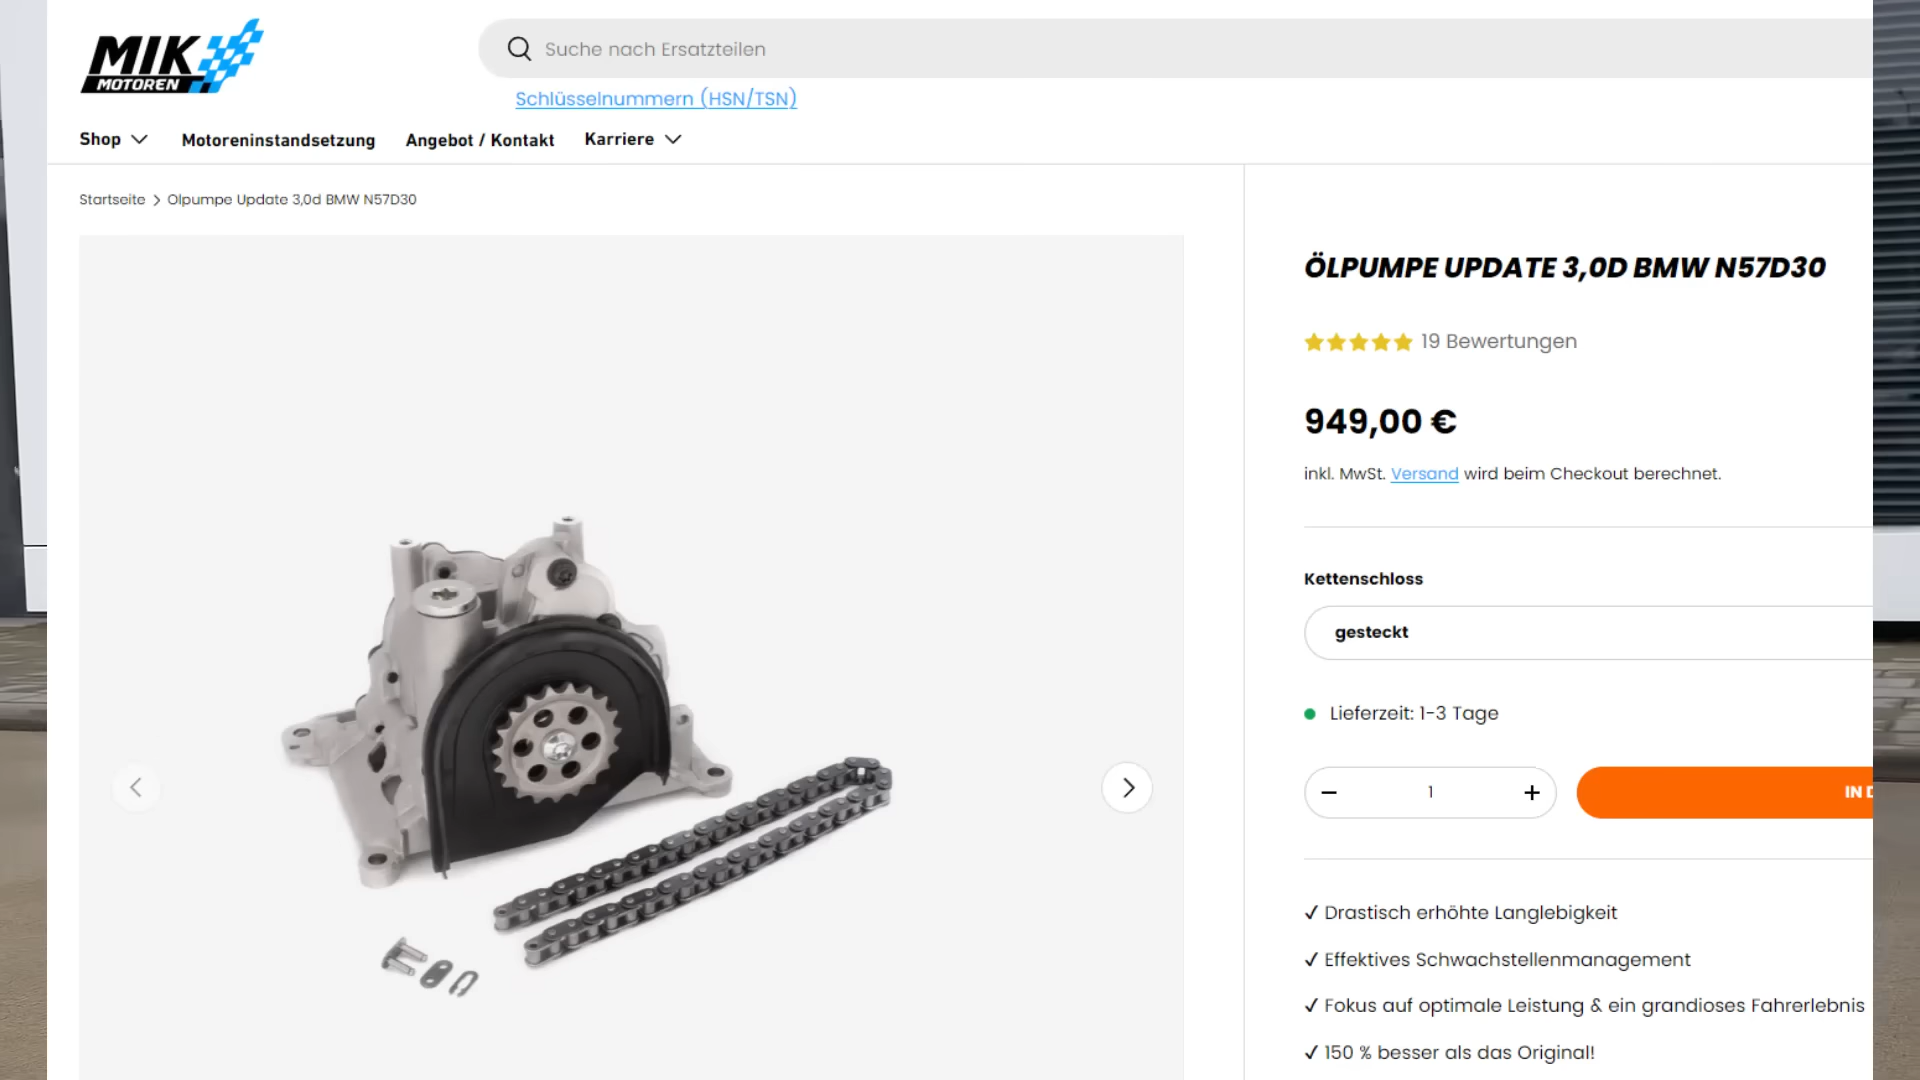 MIK
MOTOREN
Suche nach Ersatzteilen
Schlüsselnummern (HSN/TSN)
Shop
Motoreninstandsetzung
Angebot / Kontakt
Karriere
Startseite > Ölpumpe Update 3,0d BMW N57D30
ÖLPUMPE UPDATE 3,0D BMW N57D30
19 Bewertungen
949,00 €
inkl. MwSt. Versand wird beim Checkout berechnet.
Kettenschloss
gesteckt
Lieferzeit: 1-3 Tage
− 1 +
IN D
✓ Drastisch erhöhte Langlebigkeit
✓ Effektives Schwachstellenmanagement
✓ Fokus auf optimale Leistung & ein grandioses Fahrerlebnis
✓ 150 % besser als das Original!